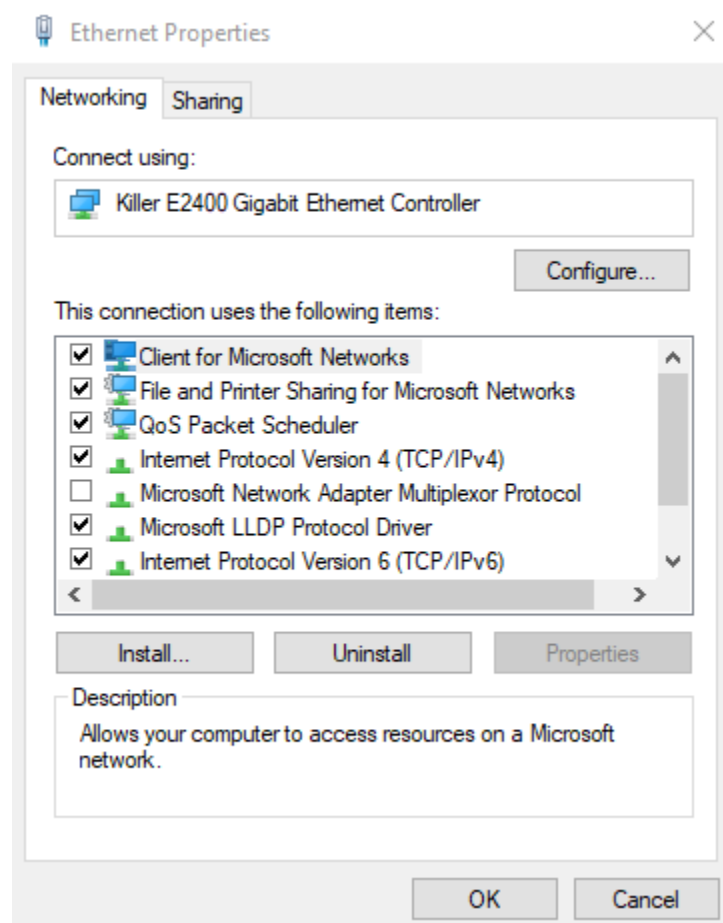 Ethernet Properties
Networking
Sharing
Connect using:
Killer E2400 Gigabit Ethernet Controller
Configure...
This connection uses the following items:
Client for Microsoft Networks
File and Printer Sharing for Microsoft Networks
QoS Packet Scheduler
Internet Protocol Version 4 (TCP/IPv4)
Microsoft Network Adapter Multiplexor Protocol
Microsoft LLDP Protocol Driver
Internet Protocol Version 6 (TCP/IPv6)
Install...
Uninstall
Properties
Description
Allows your computer to access resources on a Microsoft
network.
OK
Cancel